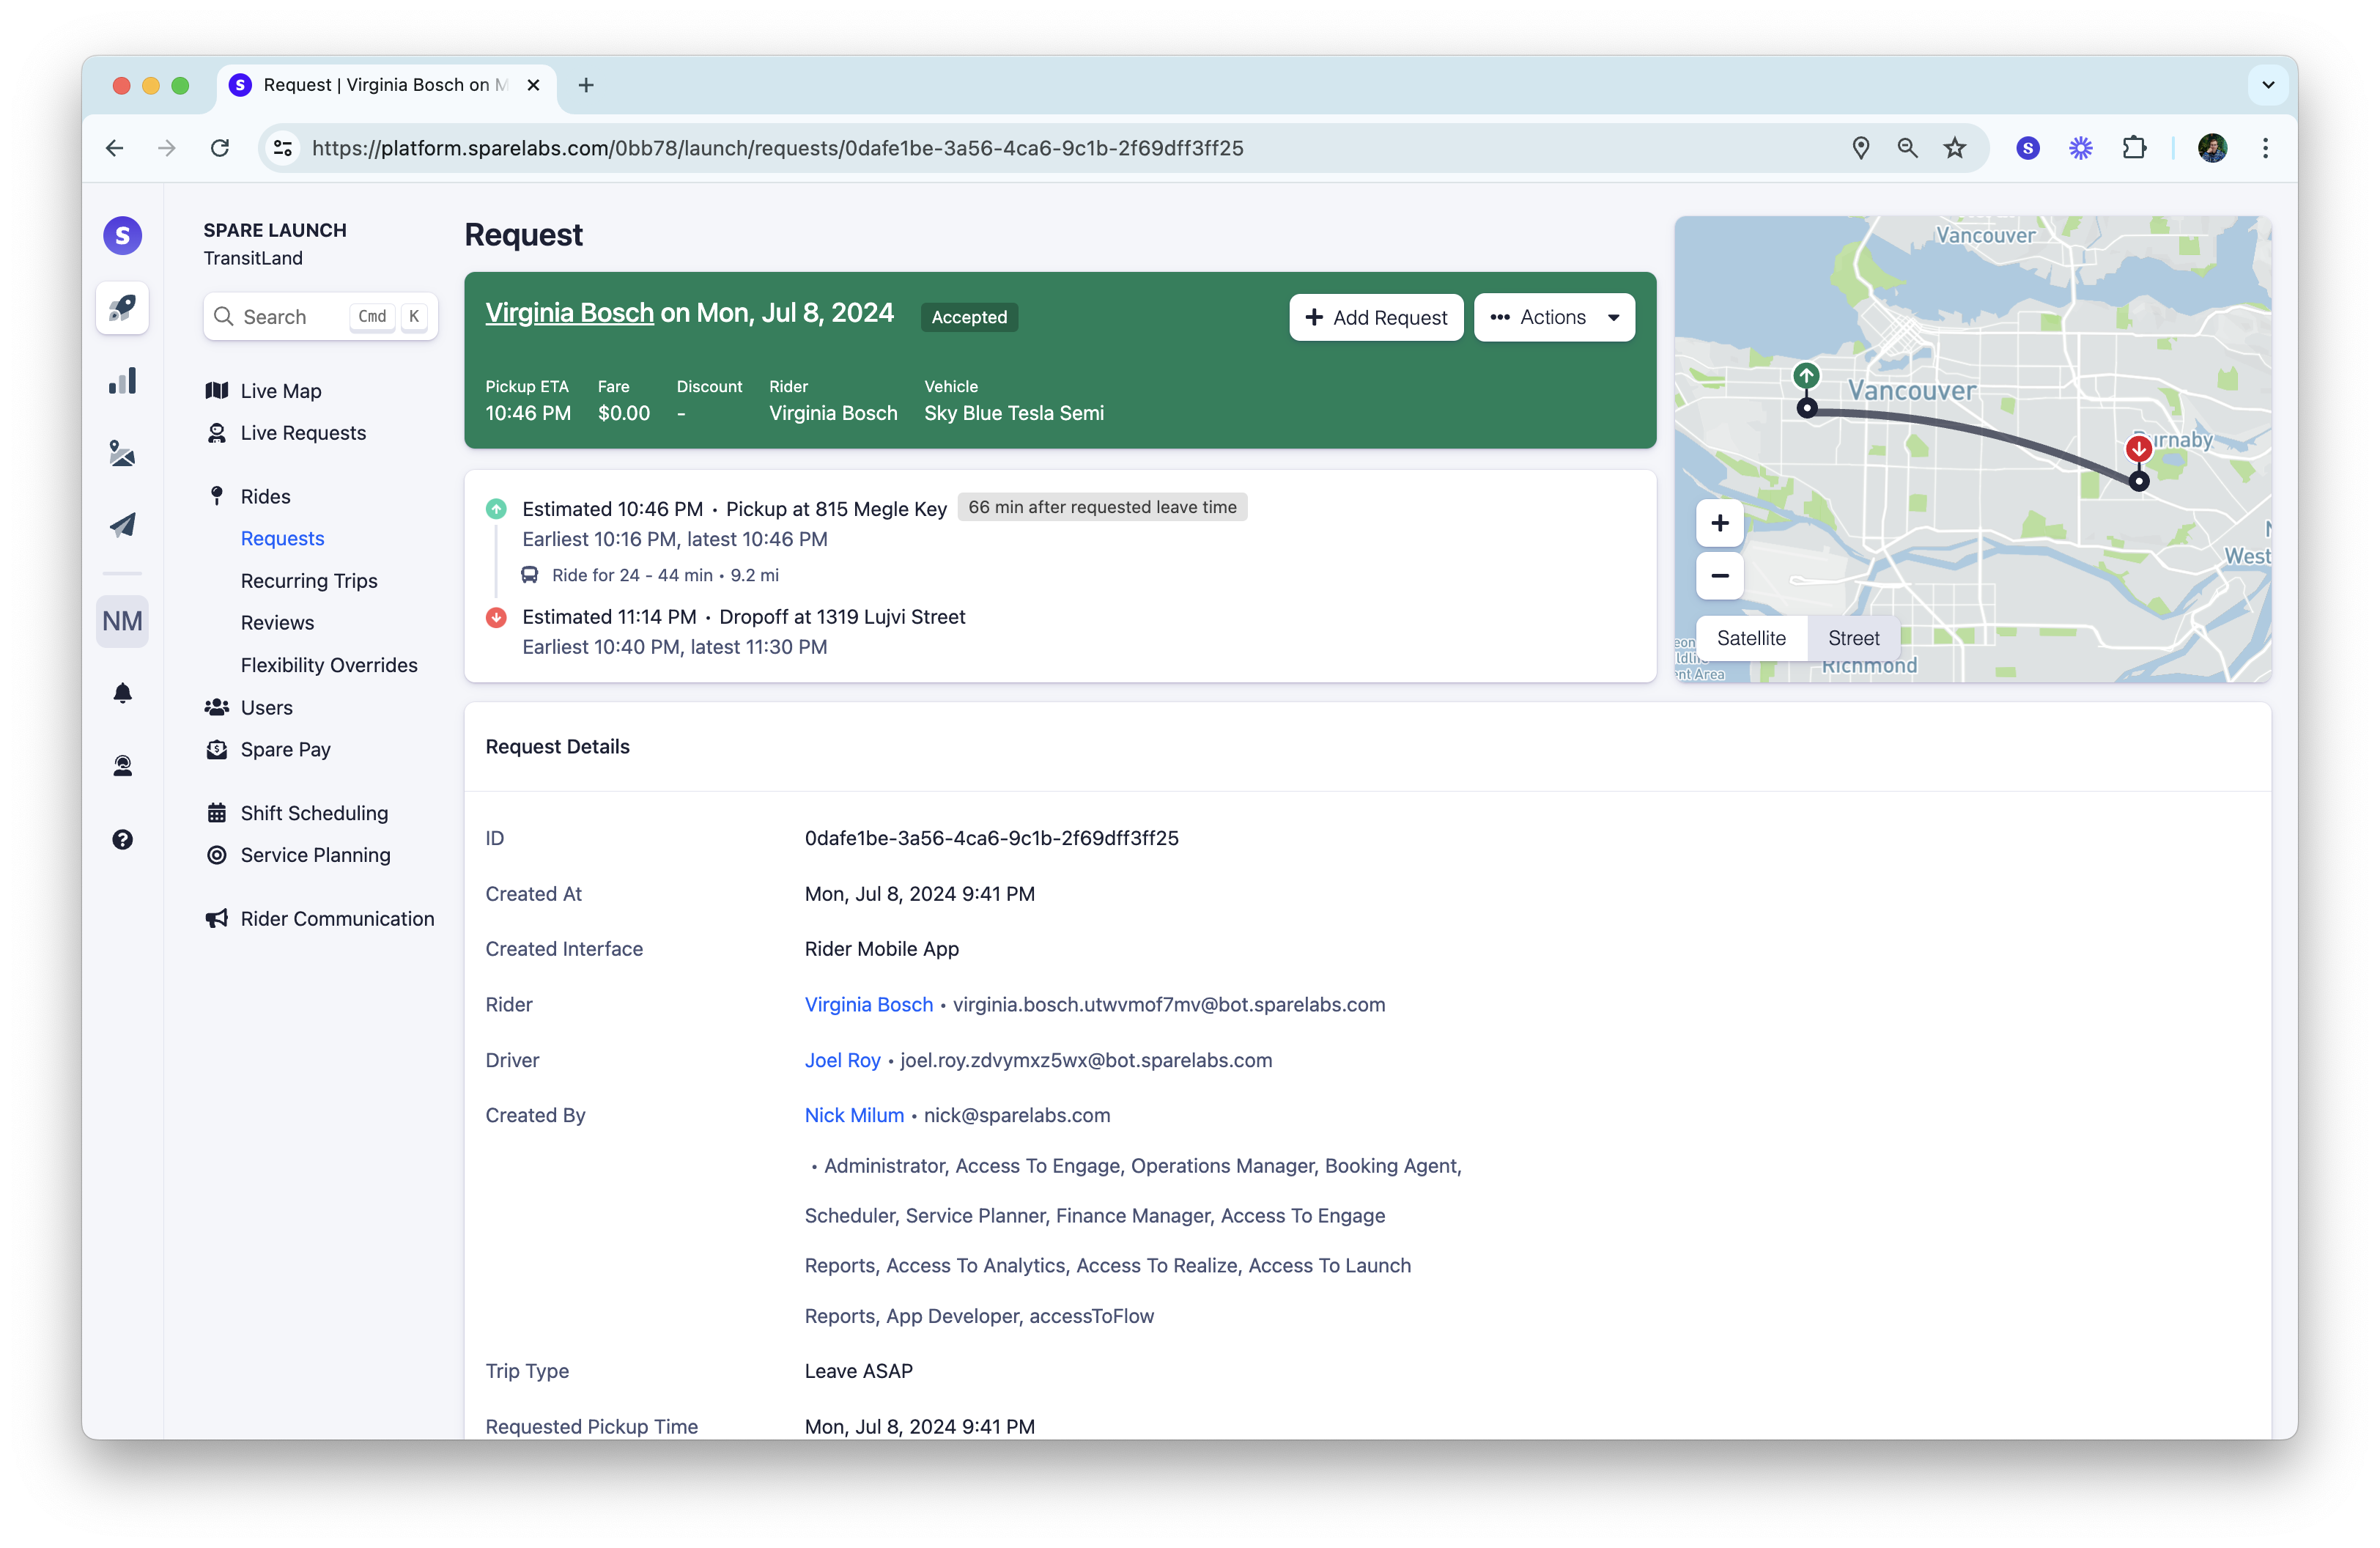 Request | Virginia Bosch on M
https://platform.sparelabs.com/0bb78/launch/requests/0dafe1be-3a56-4ca6-9c1b-2f69dff3ff25
S
SPARE LAUNCH
TransitLand
Search Cmd K
Live Map
Live Requests
Rides
Requests
Recurring Trips
Reviews
Flexibility Overrides
Users
Spare Pay
Shift Scheduling
Service Planning
Rider Communication
NM
Request
Virginia Bosch on Mon, Jul 8, 2024 Accepted
Add Request
Actions
Pickup ETA Fare Discount Rider Vehicle
10:46 PM $0.00 - Virginia Bosch Sky Blue Tesla Semi
Estimated 10:46 PM • Pickup at 815 Megle Key 66 min after requested leave time
Earliest 10:16 PM, latest 10:46 PM
Ride for 24 - 44 min • 9.2 mi
Estimated 11:14 PM • Dropoff at 1319 Lujvi Street
Earliest 10:40 PM, latest 11:30 PM
Vancouver
Vancouver
Burnaby
West
Satellite Street
Richmond
ent Area
Request Details
ID 0dafe1be-3a56-4ca6-9c1b-2f69dff3ff25
Created At Mon, Jul 8, 2024 9:41 PM
Created Interface Rider Mobile App
Rider Virginia Bosch • virginia.bosch.utwvmof7mv@bot.sparelabs.com
Driver Joel Roy • joel.roy.zdvymxz5wx@bot.sparelabs.com
Created By Nick Milum • nick@sparelabs.com
• Administrator, Access To Engage, Operations Manager, Booking Agent,
Scheduler, Service Planner, Finance Manager, Access To Engage
Reports, Access To Analytics, Access To Realize, Access To Launch
Reports, App Developer, accessToFlow
Trip Type Leave ASAP
Requested Pickup Time Mon, Jul 8, 2024 9:41 PM